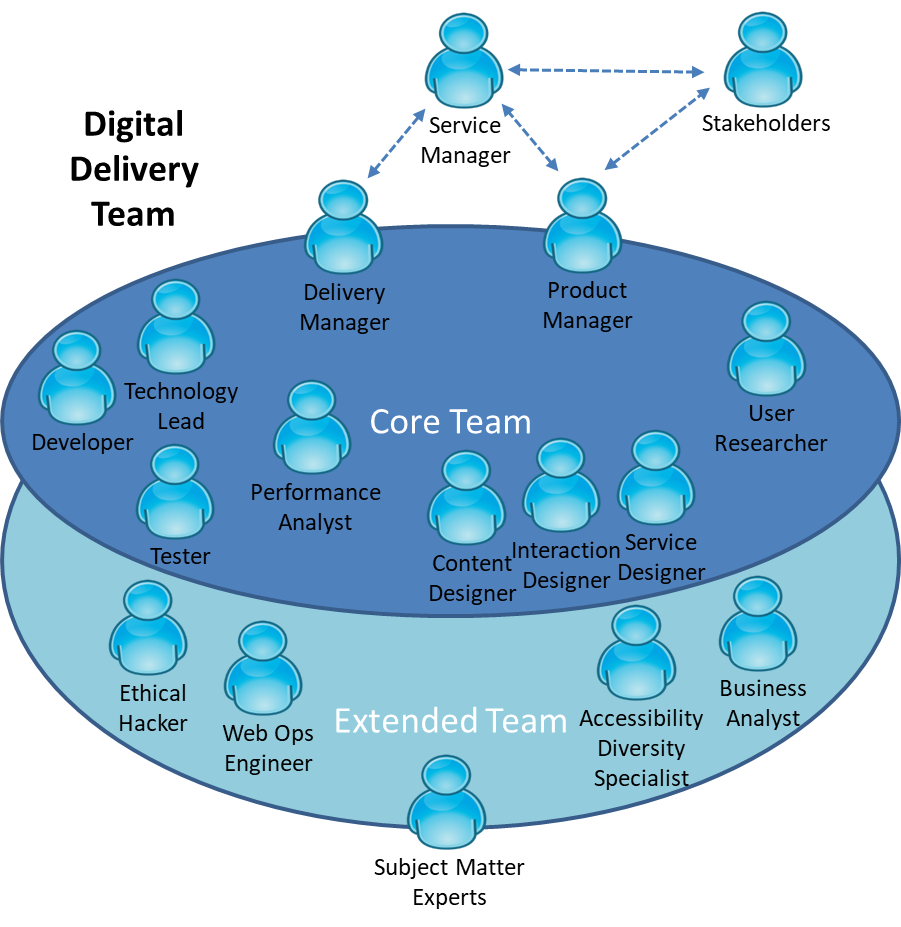 Service
Manager
Stakeholders
Digital
Delivery
Team
Delivery
Manager
Product
Manager
Technology
Lead
Developer
User
Researcher
Core Team
Performance
Analyst
Tester
Content
Designer
Interaction
Designer
Service
Designer
Ethical
Hacker
Web Ops
Engineer
Extended Team
Accessibility
Diversity
Specialist
Business
Analyst
Subject Matter
Experts